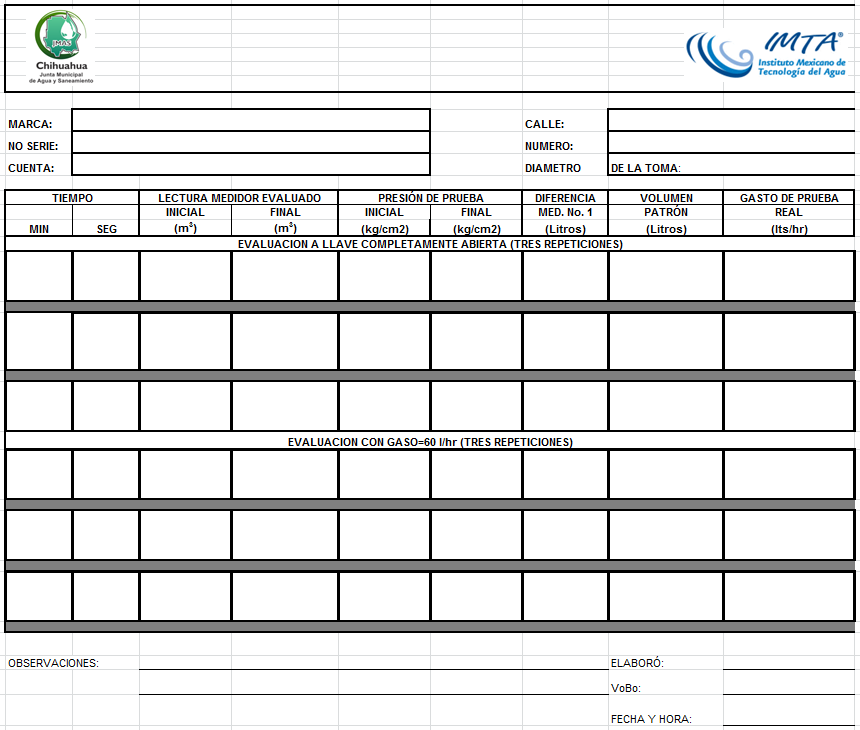 JMAS
Chihuahua
Junta Municipal
de Agua y Saneamiento
IMTA®
Instituto Mexicano de
Tecnología del Agua
MARCA: CALLE:
NO SERIE: NUMERO:
CUENTA: DIAMETRO DE LA TOMA:
TIEMPO LECTURA MEDIDOR EVALUADO PRESIÓN DE PRUEBA DIFERENCIA VOLUMEN GASTO DE PRUEBA
INICIAL FINAL INICIAL FINAL MED. No. 1 PATRÓN REAL
MIN SEG (m³) (m³) (kg/cm2) (kg/cm2) (Litros) (Litros) (lts/hr)
EVALUACION A LLAVE COMPLETAMENTE ABIERTA (TRES REPETICIONES)
EVALUACION CON GASO=60 l/hr (TRES REPETICIONES)
OBSERVACIONES: ELABORÓ:
VoBo:
FECHA Y HORA: